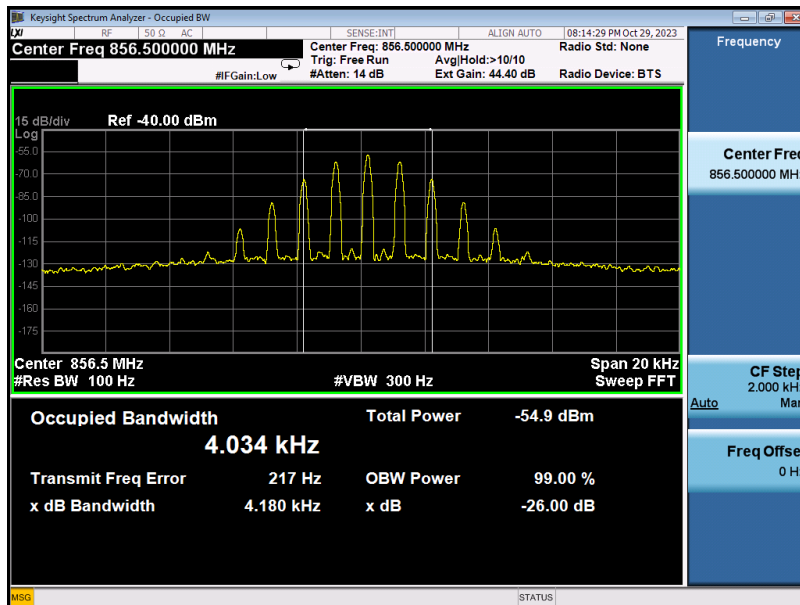 Keysight Spectrum Analyzer - Occupied BW
LXI RF 50 Ω AC SENSE:INT ALIGN AUTO 08:14:29 PM Oct 29, 2023
Center Freq 856.500000 MHz
Center Freq: 856.500000 MHz Radio Std: None
Trig: Free Run Avg|Hold:>10/10
#IFGain:Low #Atten: 14 dB Ext Gain: 44.40 dB Radio Device: BTS
15 dB/div Ref -40.00 dBm
Log
-55.0
-70.0
-85.0
-100
-115
-130
-145
-160
-175
Center 856.5 MHz Span 20 kHz
#Res BW 100 Hz #VBW 300 Hz Sweep FFT
Occupied Bandwidth Total Power -54.9 dBm
4.034 kHz
Transmit Freq Error 217 Hz OBW Power 99.00 %
x dB Bandwidth 4.180 kHz x dB -26.00 dB
MSG STATUS
Frequency
Center Freq
856.500000 MH
CF Step
2.000 kH
Auto Man
Freq Offse
0 H